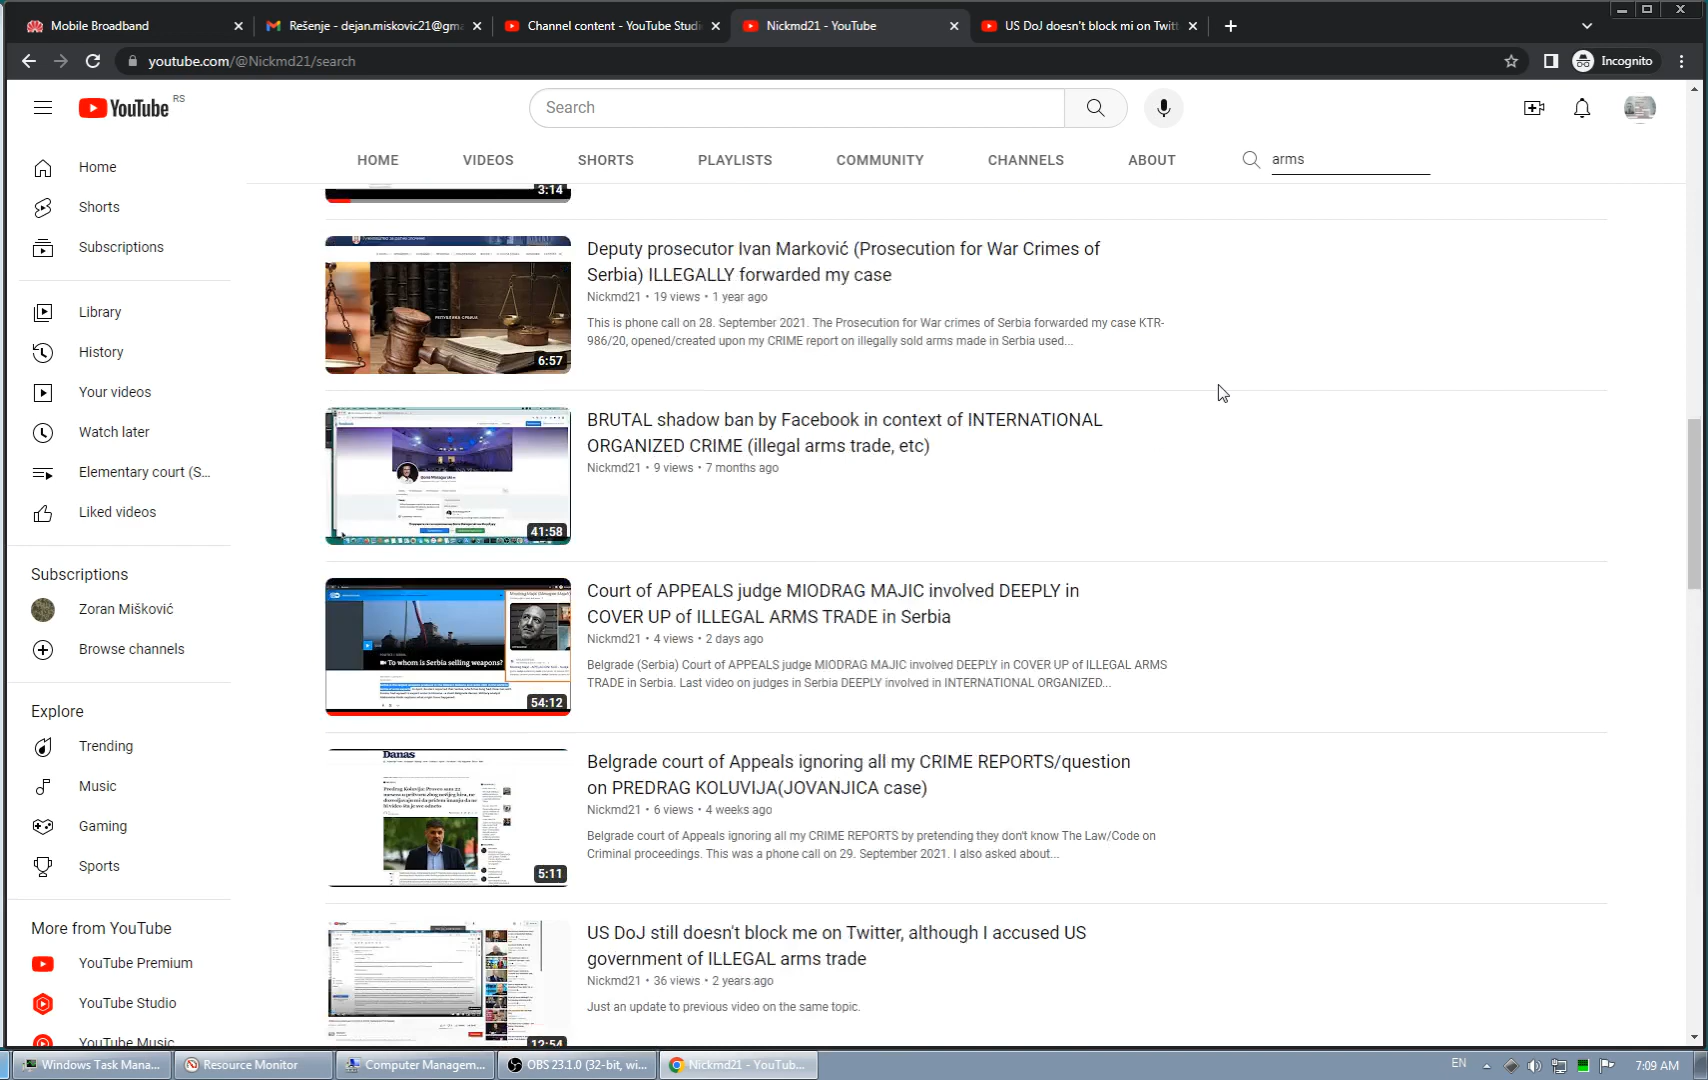 Mobile Broadband
Rešenje - dejan.miskovic21@gma
Channel content - YouTube Studi
Nickmd21 - YouTube
US DoJ doesn't block mi on Twitt
youtube.com/@Nickmd21/search
Incognito
YouTube RS
Search
HOME
VIDEOS
SHORTS
PLAYLISTS
COMMUNITY
CHANNELS
ABOUT
arms
Home
Shorts
Subscriptions
Library
History
Your videos
Watch later
Elementary court (S...
Liked videos
Subscriptions
Zoran Mišković
Browse channels
Explore
Trending
Music
Gaming
Sports
More from YouTube
YouTube Premium
YouTube Studio
YouTube Music
3:14
Deputy prosecutor Ivan Marković (Prosecution for War Crimes of
Serbia) ILLEGALLY forwarded my case
Nickmd21 • 19 views • 1 year ago
This is phone call on 28. September 2021. The Prosecution for War crimes of Serbia forwarded my case KTR-
986/20, opened/created upon my CRIME report on illegally sold arms made in Serbia used...
РЕПУБЛИКА СРБИЈА
6:57
BRUTAL shadow ban by Facebook in context of INTERNATIONAL
ORGANIZED CRIME (illegal arms trade, etc)
Nickmd21 • 9 views • 7 months ago
41:58
Court of APPEALS judge MIODRAG MAJIC involved DEEPLY in
COVER UP of ILLEGAL ARMS TRADE in Serbia
Nickmd21 • 4 views • 2 days ago
Belgrade (Serbia) Court of APPEALS judge MIODRAG MAJIC involved DEEPLY in COVER UP of ILLEGAL ARMS
TRADE in Serbia. Last video on judges in Serbia DEEPLY involved in INTERNATIONAL ORGANIZED...
To whom is Serbia selling weapons?
54:12
Belgrade court of Appeals ignoring all my CRIME REPORTS/question
on PREDRAG KOLUVIJA(JOVANJICA case)
Nickmd21 • 6 views • 4 weeks ago
Belgrade court of Appeals ignoring all my CRIME REPORTS by pretending they don't know The Law/Code on
Criminal proceedings. This was a phone call on 29. September 2021. I also asked about...
Danas
5:11
US DoJ still doesn't block me on Twitter, although I accused US
government of ILLEGAL arms trade
Nickmd21 • 36 views • 2 years ago
Just an update to previous video on the same topic.
12:54
Windows Task Mana...
Resource Monitor
Computer Managem...
OBS 23.1.0 (32-bit, wi...
Nickmd21 - YouTub...
EN
7:09 AM